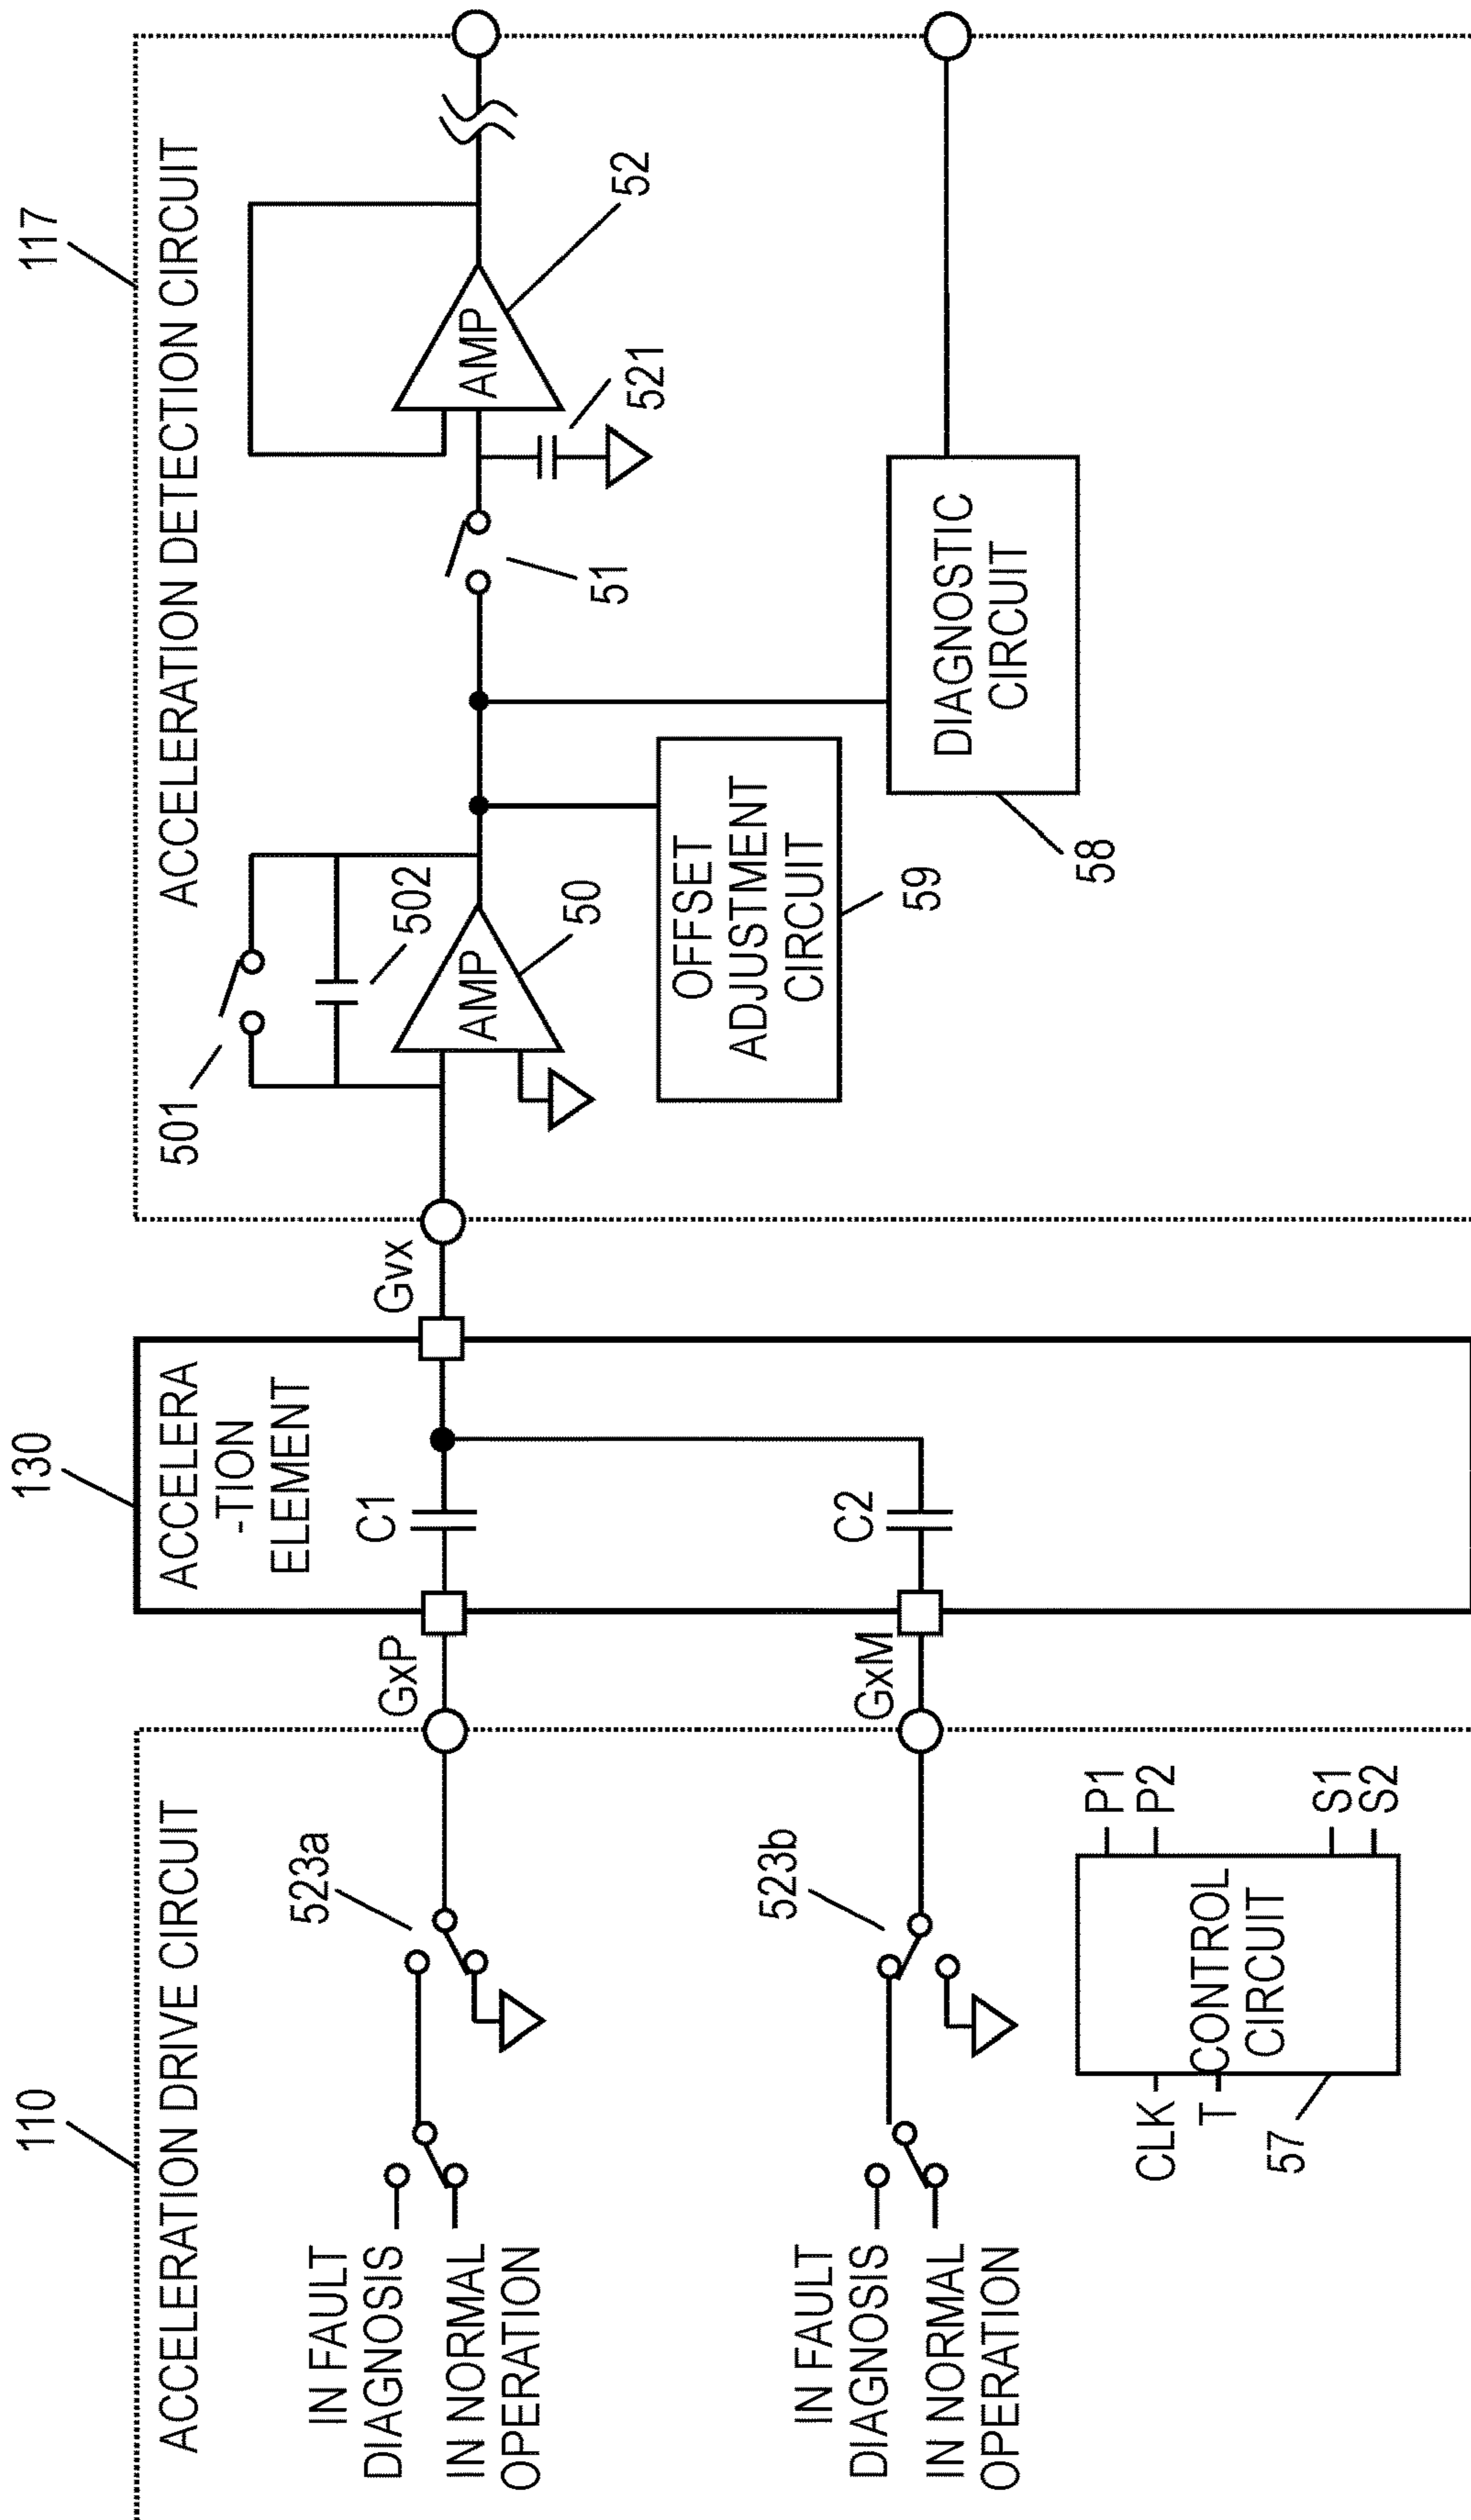 110
130
117
ACCELERATION DRIVE CIRCUIT
523a
IN FAULT
DIAGNOSIS
IN NORMAL
OPERATION
GxP
523b
IN FAULT
DIAGNOSIS
IN NORMAL
OPERATION
GxM
CLK
T
CONTROL
CIRCUIT
57
P1
P2
S1
S2
ACCELERA
-TION
ELEMENT
C1
C2
Gvx
ACCELERATION DETECTION CIRCUIT
501
502
AMP
50
OFFSET
ADJUSTMENT
CIRCUIT
59
51
AMP
52
521
DIAGNOSTIC
CIRCUIT
58